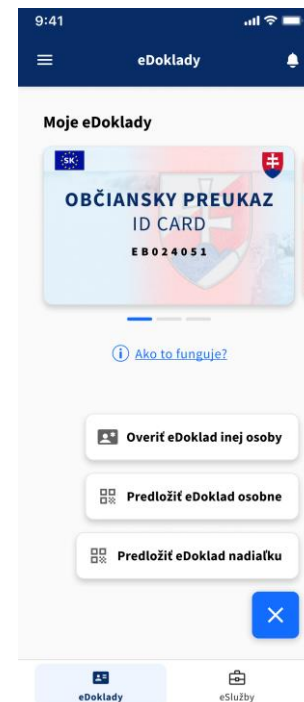 9:41
eDoklady
Moje eDoklady
SK
OBČIANSKY PREUKAZ
ID CARD
EB024051
Ako to funguje?
Overiť eDoklad inej osoby
Predložiť eDoklad osobne
Predložiť eDoklad nadiaľku
eDoklady
eSlužby